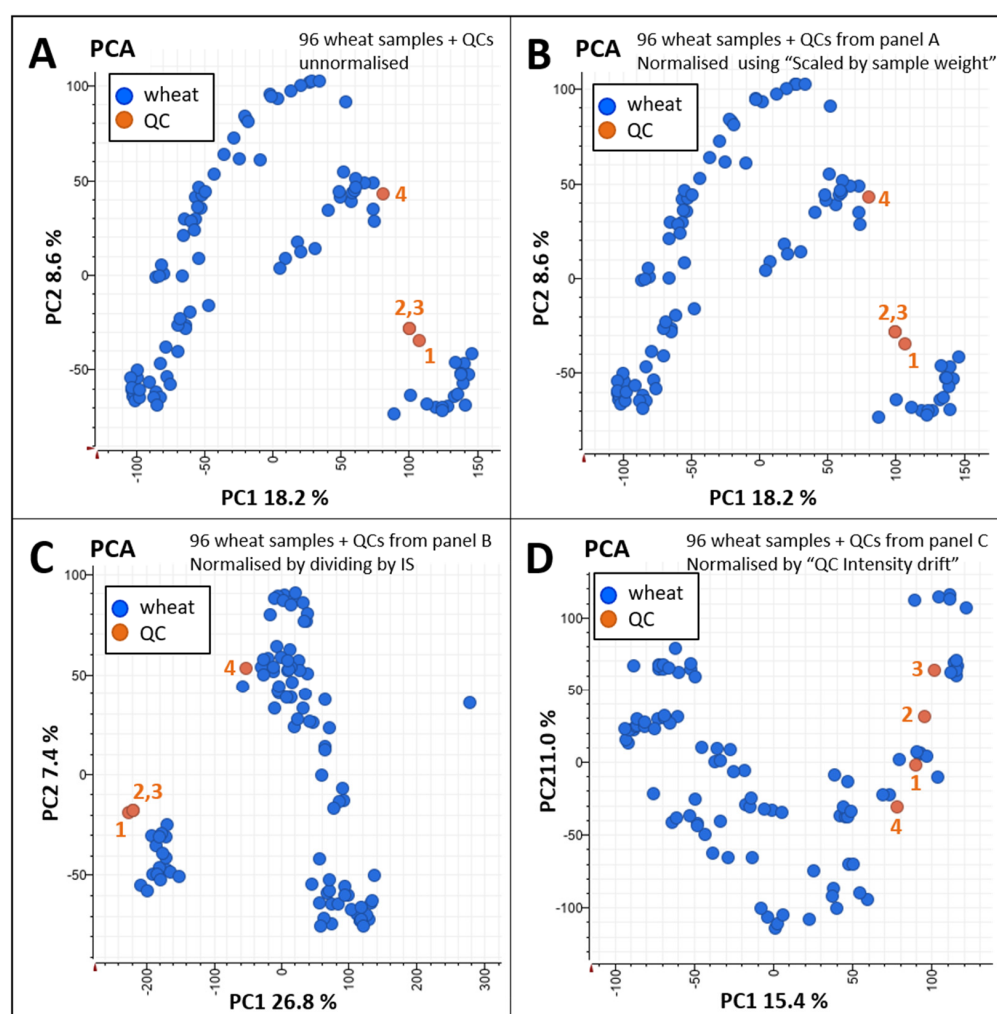 A
PCA
96 wheat samples + QCs
unnormalised
wheat
QC
100
50
0
-50
4
2,3
1
-100
-50
0
50
100
150
PC2 8.6 %
PC1 18.2 %
B
PCA
96 wheat samples + QCs from panel A
Normalised using “Scaled by sample weight”
wheat
QC
100
50
0
-50
4
2,3
1
-100
-50
0
50
100
150
PC2 8.6 %
PC1 18.2 %
C
PCA
96 wheat samples + QCs from panel B
Normalised by dividing by IS
wheat
QC
100
0
-50
4
2,3
1
-200
-100
0
100
200
300
PC2 7.4 %
PC1 26.8 %
D
PCA
96 wheat samples + QCs from panel C
Normalised by “QC Intensity drift”
wheat
QC
100
50
0
-50
-100
3
2
1
4
-100
-50
0
50
100
PC211.0 %
PC1 15.4 %